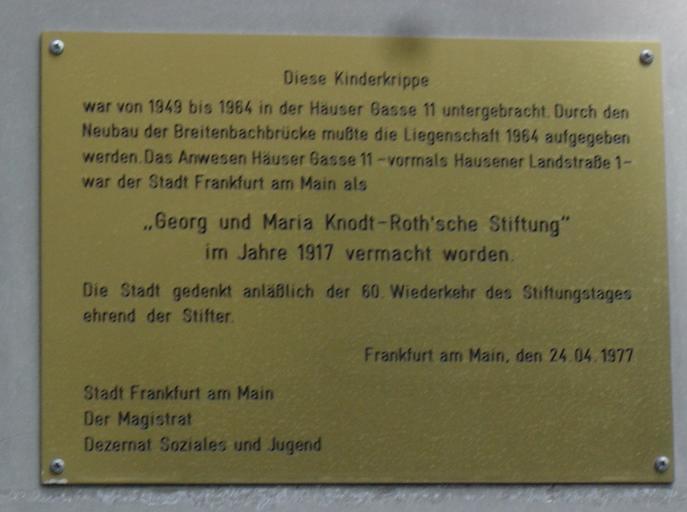 Diese Kinderkrippe
war von 1949 bis 1964 in der Häuser Gasse 11 untergebracht. Durch den
Neubau der Breitenbachbrücke mußte die Liegenschaft 1964 aufgegeben
werden. Das Anwesen Häuser Gasse 11 -vormals Hausener Landstraße 1-
war der Stadt Frankfurt am Main als
„Georg und Maria Knodt-Roth'sche Stiftung"
im Jahre 1917 vermacht worden.
Die Stadt gedenkt anläßlich der 60. Wiederkehr des Stiftungstages
ehrend der Stifter.
Frankfurt am Main, den 24.04.1977
Stadt Frankfurt am Main
Der Magistrat
Dezernat Soziales und Jugend